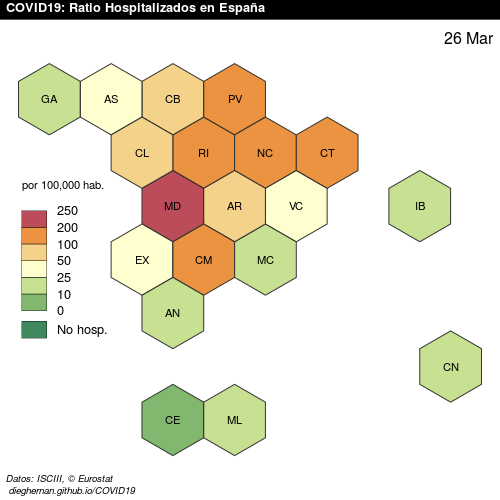 COVID19: Ratio Hospitalizados en España
26 Mar
GA AS CB PV
CL RI NC CT
por 100,000 hab.
MD AR VC IB
250
200
100
50
25
10
0
No hosp.
EX CM MC
AN
CN
CE ML
Datos: ISCIII, © Eurostat
dieghernan.github.io/COVID19